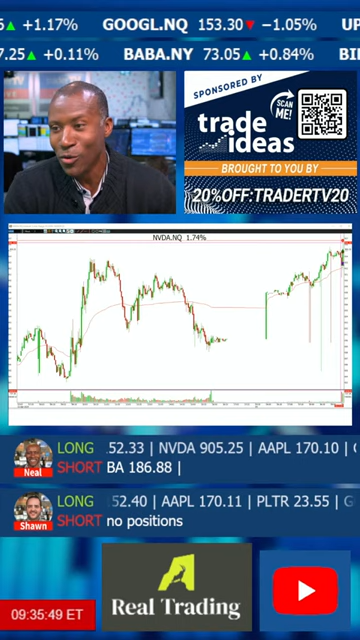 5▲ +1.17% GOOGL.NQ 153.30▼ −1.05% UP
7.25▲ +0.11% BABA.NY 73.05▲ +0.84% BI
SPONSORED BY
SCAN ME!
trade ideas
BROUGHT TO YOU BY
20%OFF:TRADERTV20
NVDA.NQ 1.74%
LONG 52.33 | NVDA 905.25 | AAPL 170.10 |
SHORT BA 186.88 |
Neal
LONG 52.40 | AAPL 170.11 | PLTR 23.55 | G
SHORT no positions
Shawn
09:35:49 ET
Real Trading